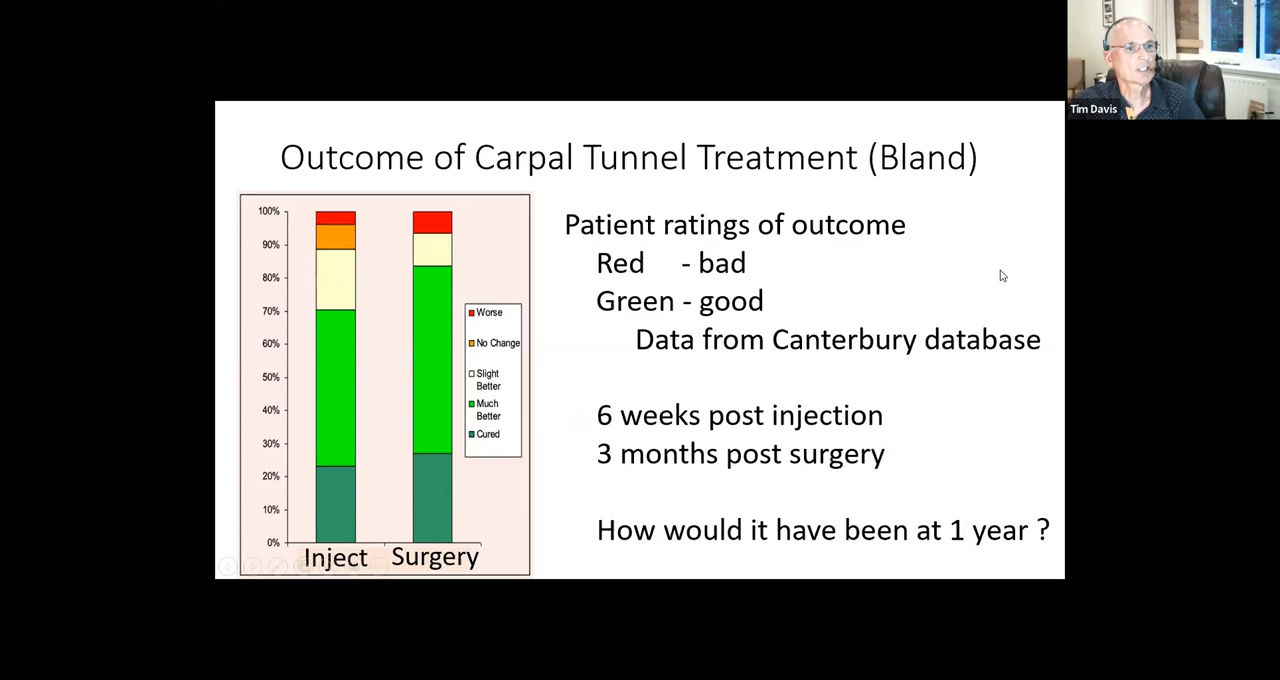 Tim Davis
Outcome of Carpal Tunnel Treatment (Bland)
100%
90%
80%
70%
60%
50%
40%
30%
20%
10%
0%
Inject
Surgery
Worse
No Change
Slight
Better
Much
Better
Cured
Patient ratings of outcome
Red - bad
Green - good
Data from Canterbury database
6 weeks post injection
3 months post surgery
How would it have been at 1 year ?